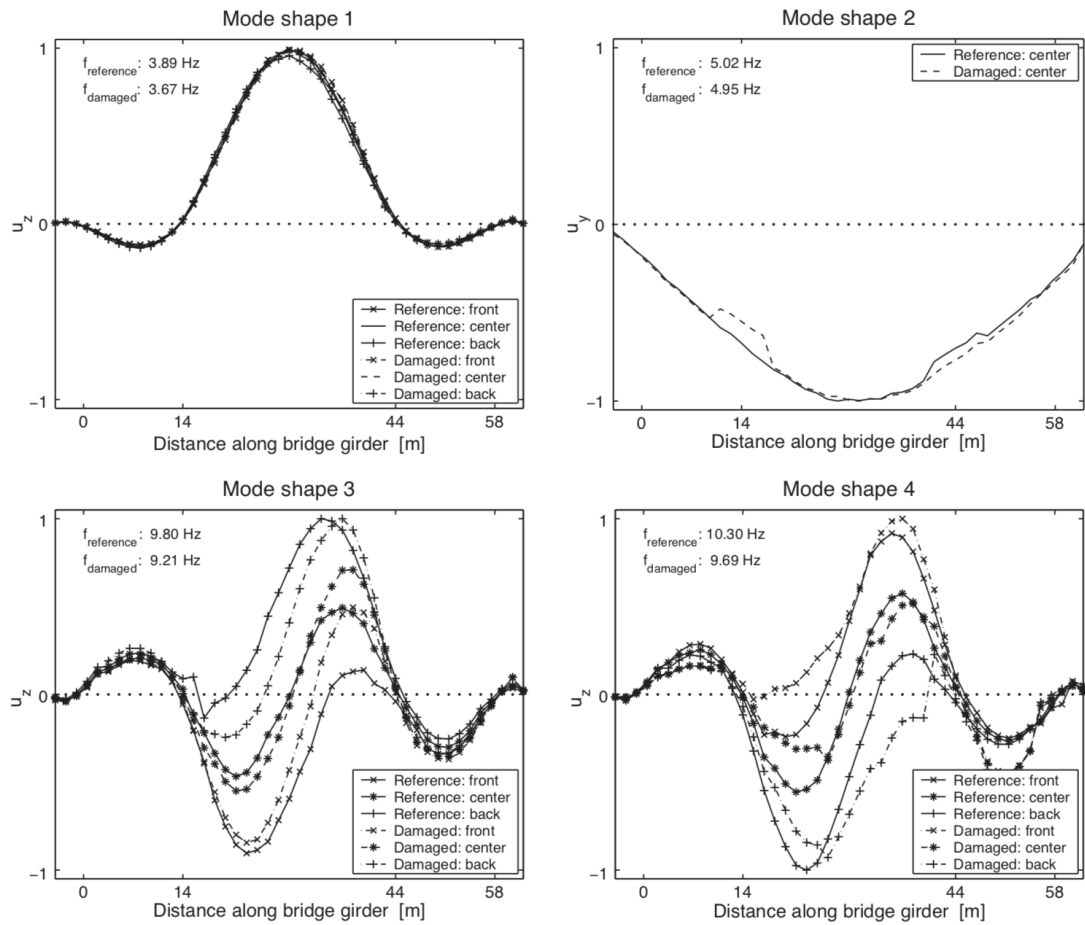 Mode shape 1
f_reference: 3.89 Hz
f_damaged: 3.67 Hz
1
0
−1
u_z
Reference: front
Reference: center
Reference: back
Damaged: front
Damaged: center
Damaged: back
0 14 44 58
Distance along bridge girder [m]
Mode shape 2
f_reference: 5.02 Hz
f_damaged: 4.95 Hz
Reference: center
Damaged: center
1
0
−1
u_y
0 14 44 58
Distance along bridge girder [m]
Mode shape 3
f_reference: 9.80 Hz
f_damaged: 9.21 Hz
1
0
−1
u_z
Reference: front
Reference: center
Reference: back
Damaged: front
Damaged: center
Damaged: back
0 14 44 58
Distance along bridge girder [m]
Mode shape 4
f_reference: 10.30 Hz
f_damaged: 9.69 Hz
1
0
−1
u_z
Reference: front
Reference: center
Reference: back
Damaged: front
Damaged: center
Damaged: back
0 14 44 58
Distance along bridge girder [m]